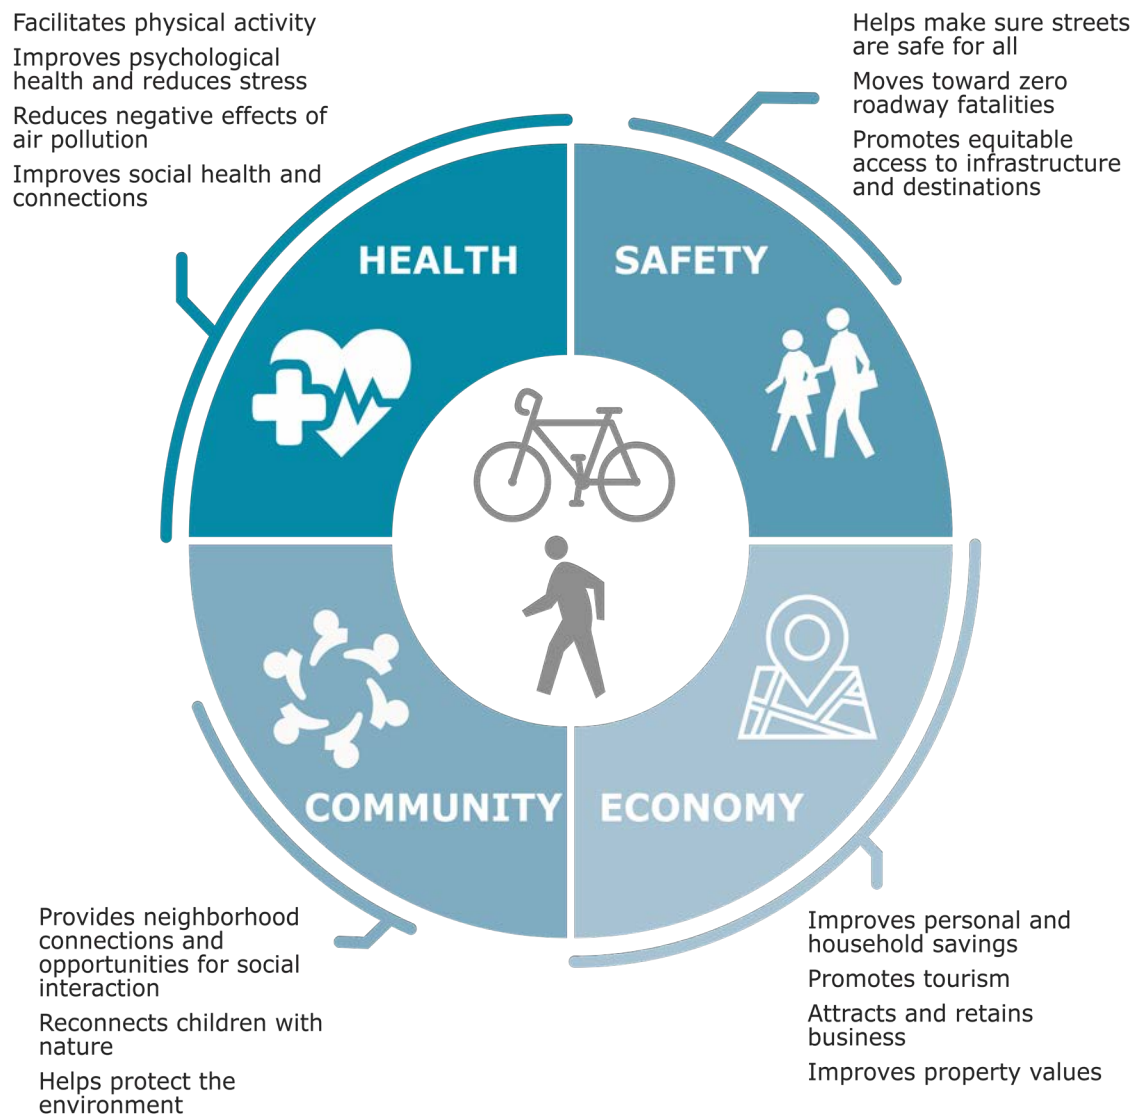 Facilitates physical activity
Improves psychological
health and reduces stress
Reduces negative effects of
air pollution
Improves social health and
connections
Helps make sure streets
are safe for all
Moves toward zero
roadway fatalities
Promotes equitable
access to infrastructure
and destinations
HEALTH
SAFETY
COMMUNITY
ECONOMY
Provides neighborhood
connections and
opportunities for social
interaction
Reconnects children with
nature
Helps protect the
environment
Improves personal and
household savings
Promotes tourism
Attracts and retains
business
Improves property values